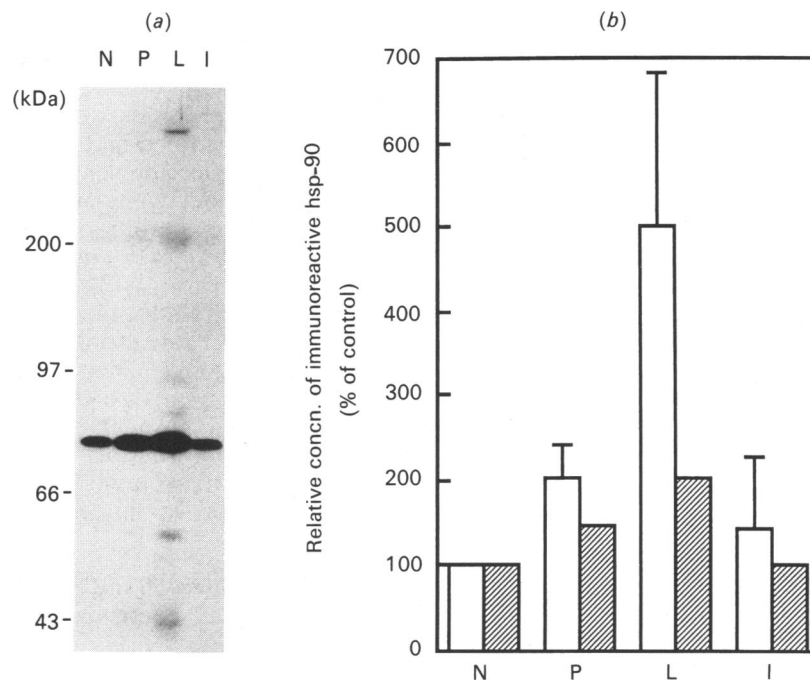 (a)
N P L I
(kDa)
200
97
66
43
(b)
Relative concn. of immunoreactive hsp-90
(% of control)
700
600
500
400
300
200
100
0
N P L I